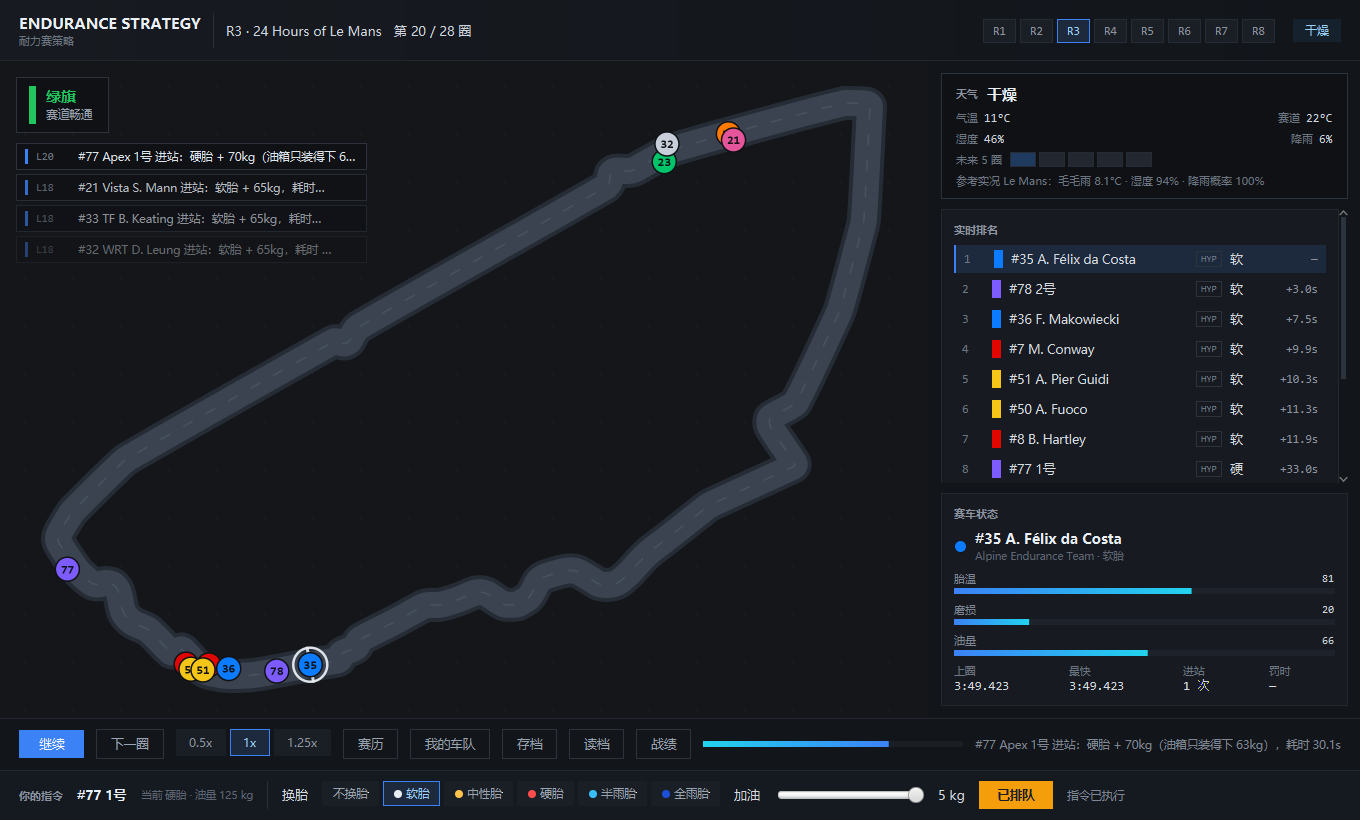 ENDURANCE STRATEGY
耐力赛策略
R3 · 24 Hours of Le Mans 第 20 / 28 圈
R1 R2 R3 R4 R5 R6 R7 R8 干燥
绿旗
赛道畅通
L20 #77 Apex 1号 进站：硬胎 + 70kg（油箱只装得下 6...
L18 #21 Vista S. Mann 进站：软胎 + 65kg，耗时...
L18 #33 TF B. Keating 进站：软胎 + 65kg，耗时...
L18 #32 WRT D. Leung 进站：软胎 + 65kg，耗时 ...
32
23
21
77
51
36
78
35
天气 干燥
气温 11°C 赛道 22°C
湿度 46% 降雨 6%
未来 5 圈
参考实况 Le Mans：毛毛雨 8.1°C · 湿度 94% · 降雨概率 100%
实时排名
1 #35 A. Félix da Costa HYP 软 —
2 #78 2号 HYP 软 +3.0s
3 #36 F. Makowiecki HYP 软 +7.5s
4 #7 M. Conway HYP 软 +9.9s
5 #51 A. Pier Guidi HYP 软 +10.3s
6 #50 A. Fuoco HYP 软 +11.3s
7 #8 B. Hartley HYP 软 +11.9s
8 #77 1号 HYP 硬 +33.0s
赛车状态
#35 A. Félix da Costa
Alpine Endurance Team · 软胎
胎温 81
磨损 20
油量 66
上圈 最快 进站 罚时
3:49.423 3:49.423 1 次 —
继续 下一圈 0.5x 1x 1.25x 赛历 我的车队 存档 读档 战绩 #77 Apex 1号 进站：硬胎 + 70kg（油箱只装得下 63kg），耗时 30.1s
你的指令 #77 1号 当前 硬胎 · 油量 125 kg 换胎 不换胎 软胎 中性胎 硬胎 半雨胎 全雨胎 加油 5 kg 已排队 指令已执行